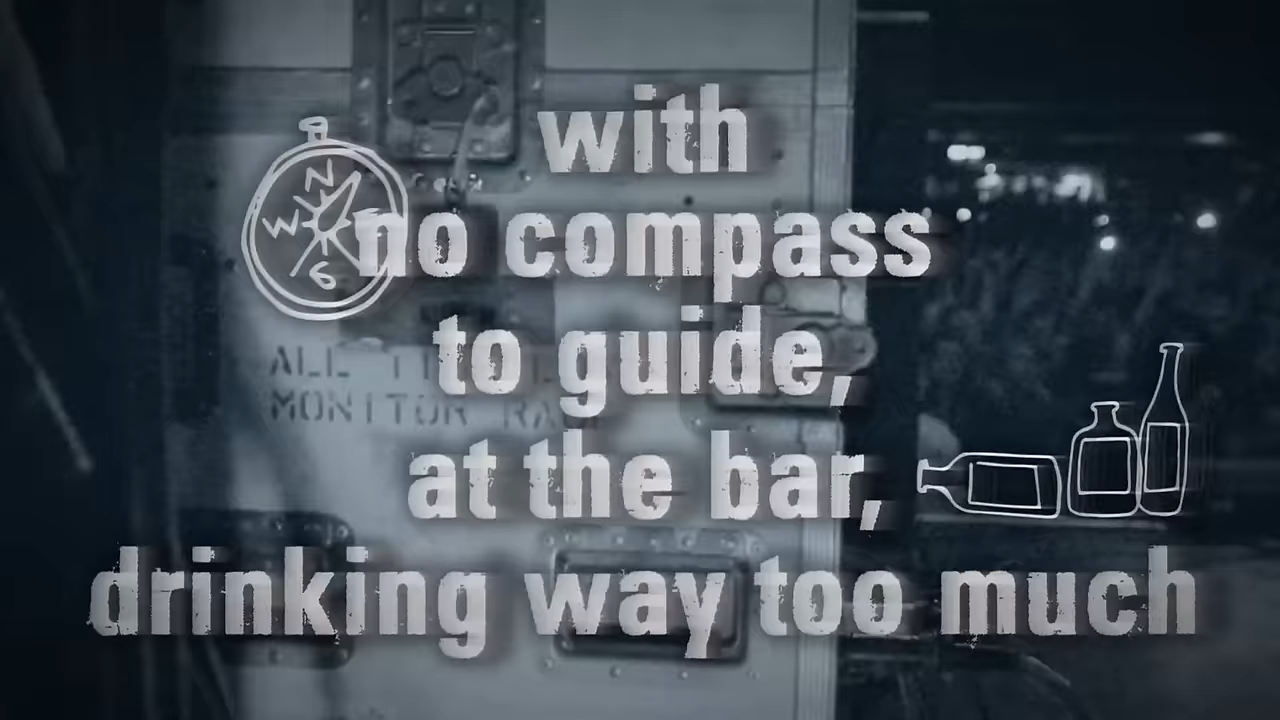 with
N
W
no compass
to guide,
ALL
MONITOR
at the bar,
drinking way too much